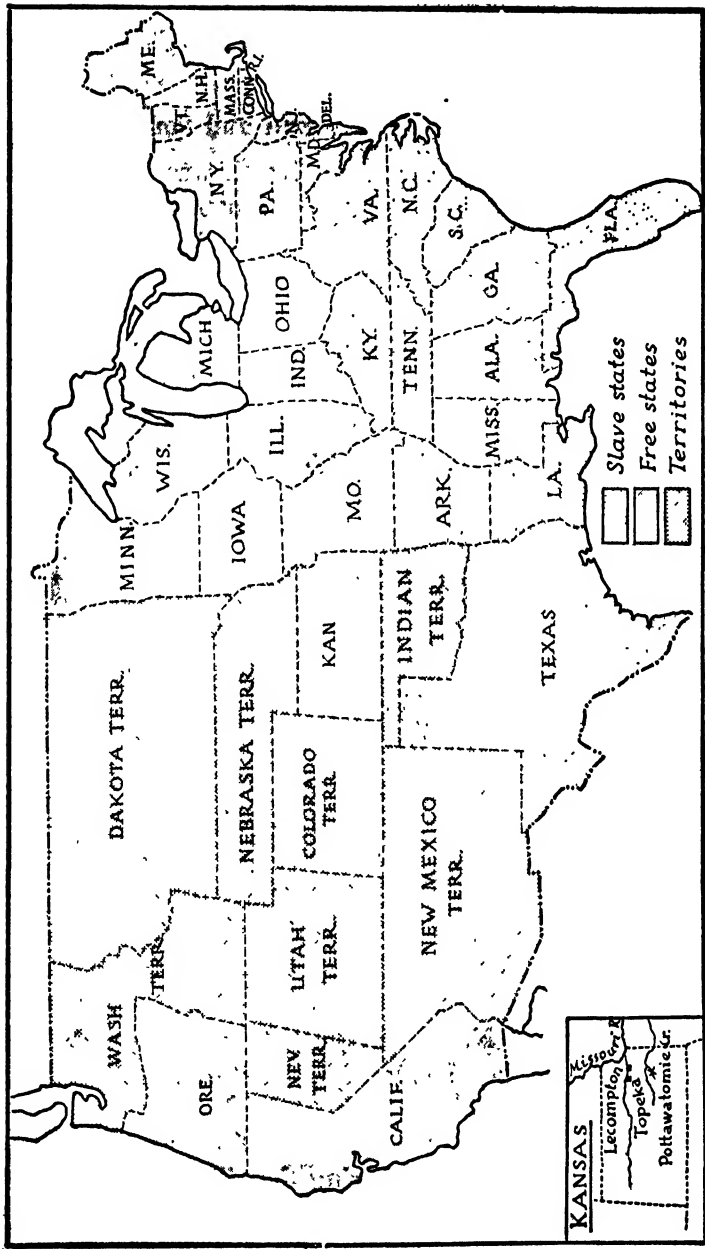 WASH
TERR.
DAKOTA TERR.
MINN.
WIS.
MICH
ME.
VT.
N.H.
MASS.
CONN.
R.I.
N.Y.
ORE.
NEBRASKA TERR.
IOWA
ILL.
IND.
OHIO
PA.
N.J.
MD.
DEL.
NEV.
TERR.
UTAH
TERR.
COLORADO
TERR.
KAN
MO.
KY.
VA.
CALIF.
NEW MEXICO
TERR.
INDIAN
TERR.
ARK.
TENN.
N.C.
S.C.
TEXAS
LA.
MISS.
ALA.
GA.
FLA.
KANSAS
Missouri R.
Lecompton
Topeka
Pottawatomie Cr.
Slave states
Free states
Territories